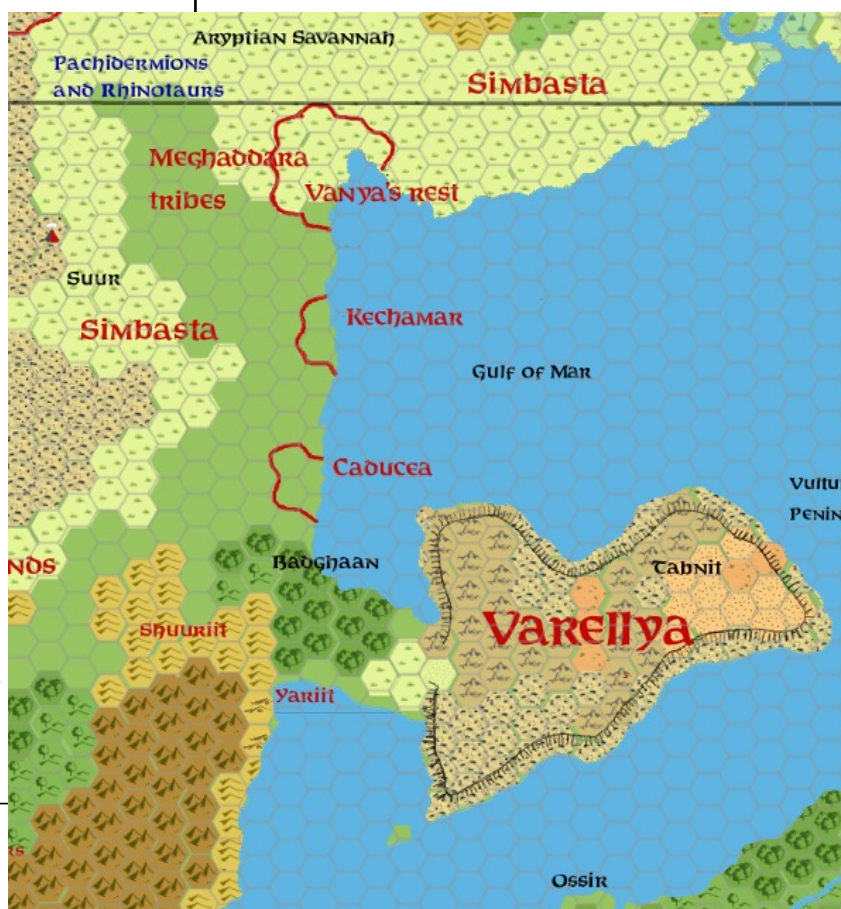 Aryptian Savannah
Pachidermions
and Rhinotaurs
Simbasta
Meghaddara
tribes
Vanya's Rest
Suur
Simbasta
Kechamar
Gulf of Mar
Caducea
Vultu
Penin
Badghaan
nds
Tabnit
Shuuriit
Varellya
Yariit
rs
Ossir